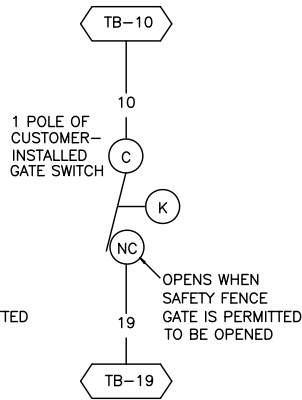 TB-10
10
1 POLE OF
CUSTOMER-
INSTALLED
GATE SWITCH
C
K
NC
OPENS WHEN
SAFETY FENCE
GATE IS PERMITTED
TO BE OPENED
TTED
19
TB-19